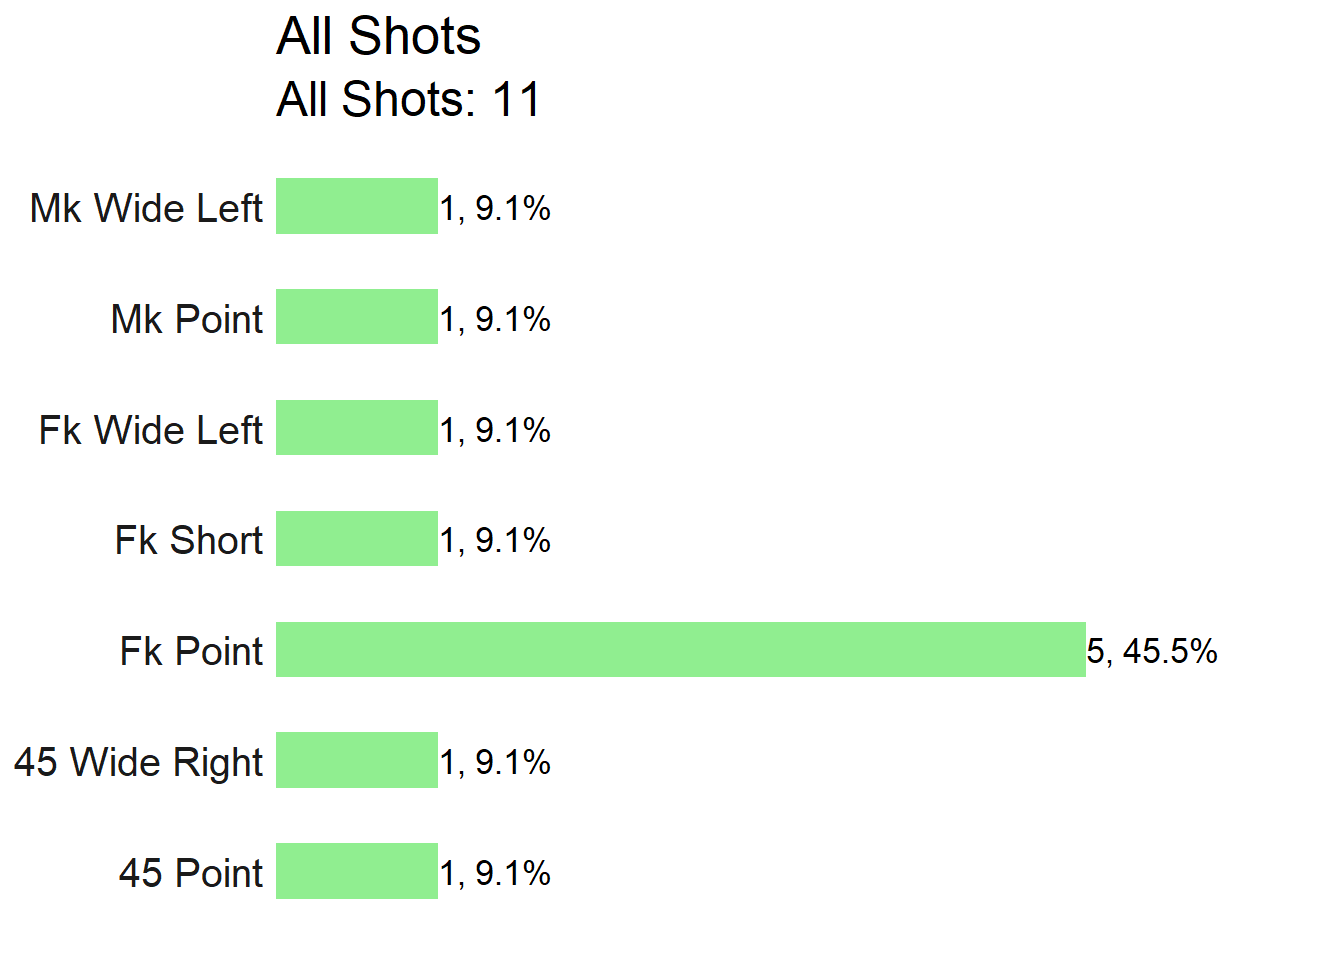 All Shots
All Shots: 11
Mk Wide Left 1, 9.1%
Mk Point 1, 9.1%
Fk Wide Left 1, 9.1%
Fk Short 1, 9.1%
Fk Point 5, 45.5%
45 Wide Right 1, 9.1%
45 Point 1, 9.1%